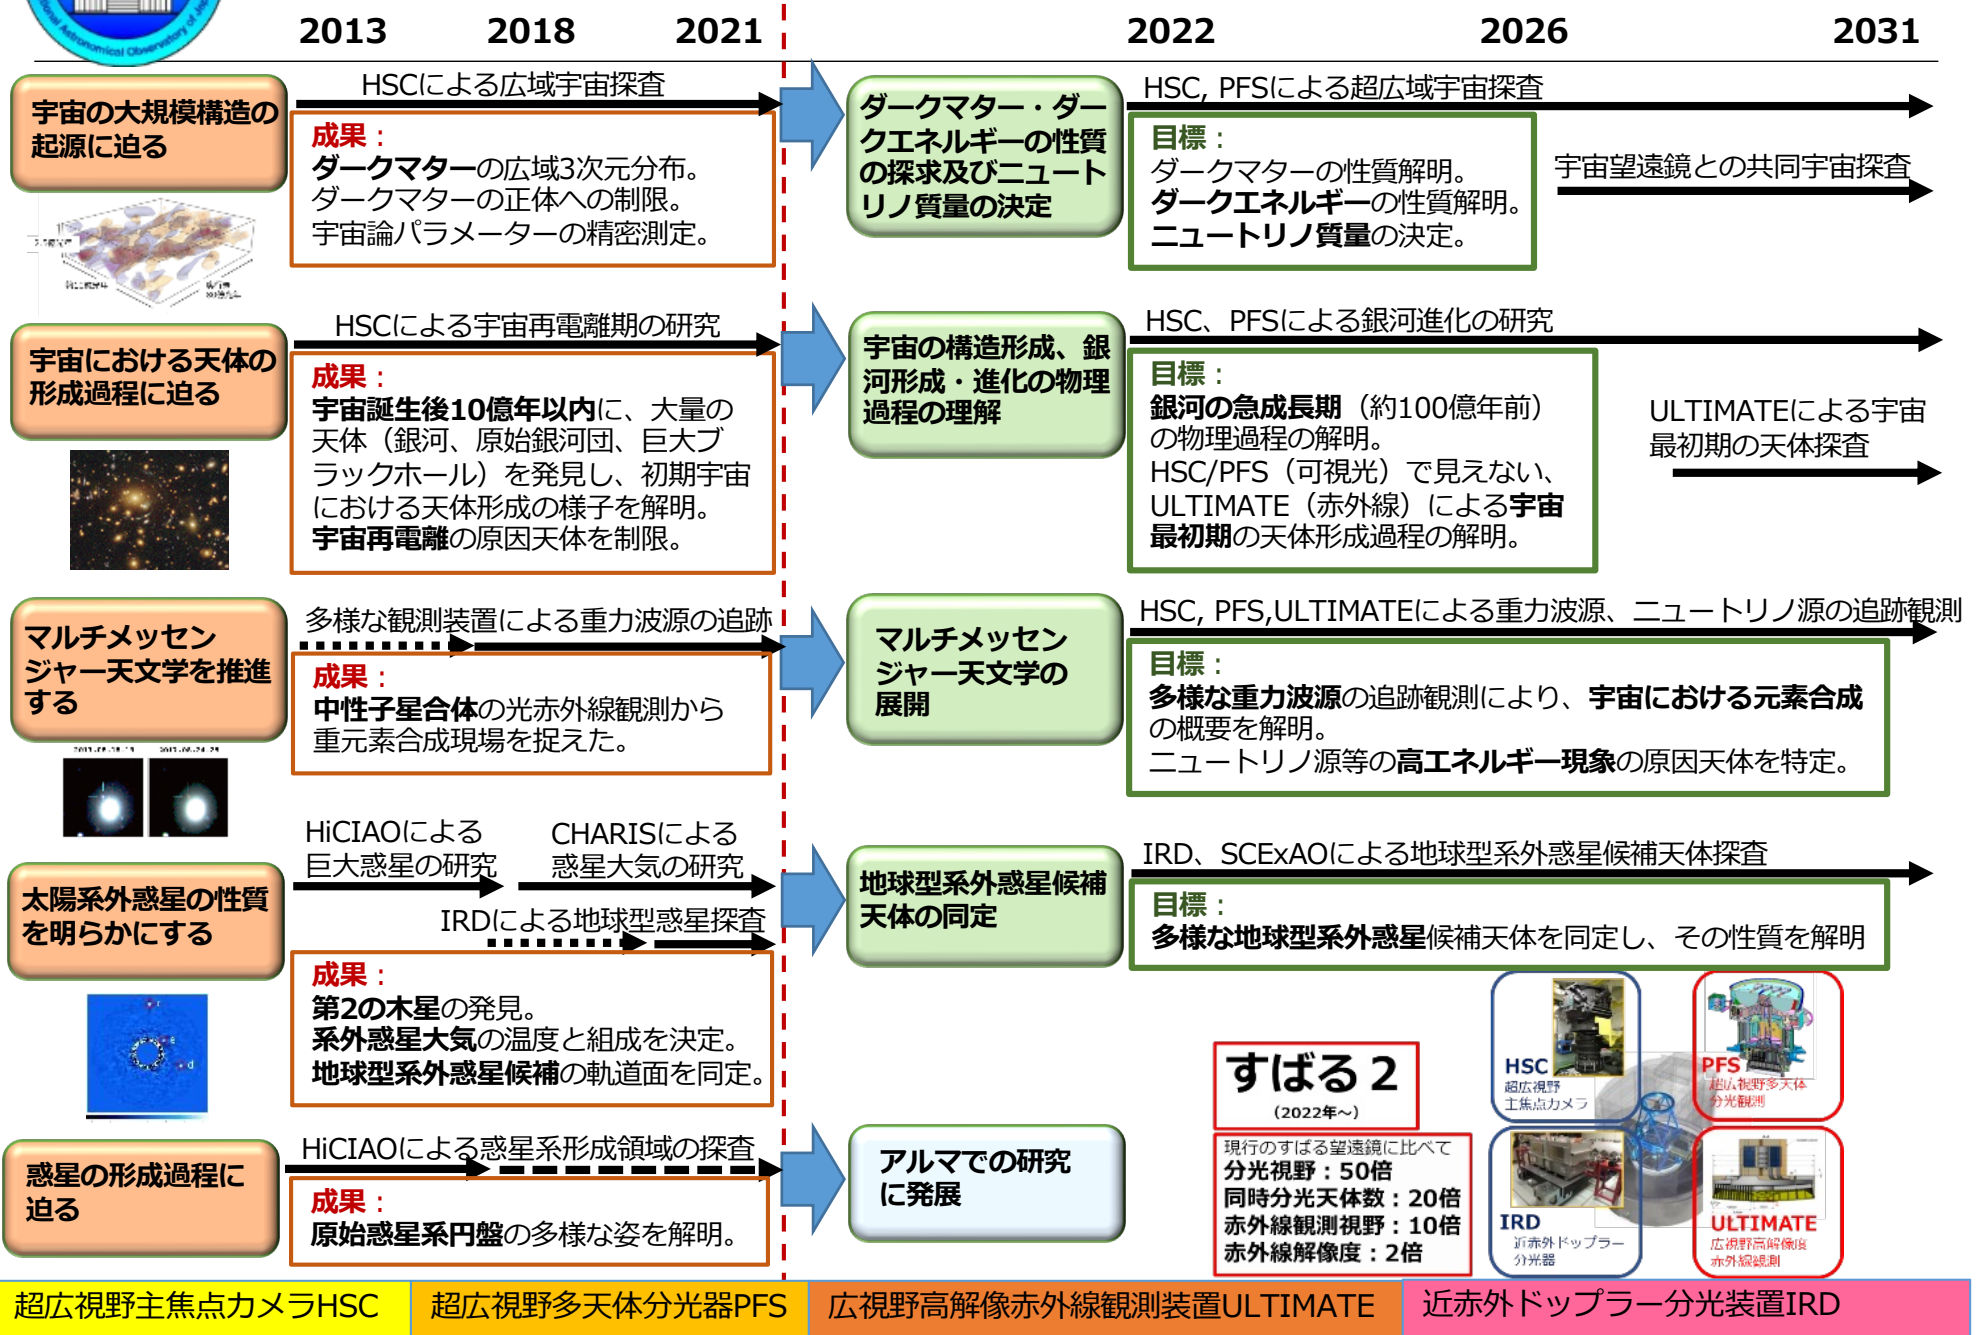 Astronomical Observatory of
2013 2018 2021 2022 2026 2031
宇宙の大規模構造の
起源に迫る
HSCによる広域宇宙探査
成果：
ダークマターの広域3次元分布。
ダークマターの正体への制限。
宇宙論パラメーターの精密測定。
ダークマター・ダー
クエネルギーの性質
の探求及びニュート
リノ質量の決定
HSC, PFSによる超広域宇宙探査
目標：
ダークマターの性質解明。
ダークエネルギーの性質解明。
ニュートリノ質量の決定。
宇宙望遠鏡との共同宇宙探査
宇宙における天体の
形成過程に迫る
HSCによる宇宙再電離期の研究
成果：
宇宙誕生後10億年以内に、大量の
天体（銀河、原始銀河団、巨大ブ
ラックホール）を発見し、初期宇宙
における天体形成の様子を解明。
宇宙再電離の原因天体を制限。
宇宙の構造形成、銀
河形成・進化の物理
過程の理解
HSC、PFSによる銀河進化の研究
目標：
銀河の急成長期（約100億年前）
の物理過程の解明。
HSC/PFS（可視光）で見えない、
ULTIMATE（赤外線）による宇宙
最初期の天体形成過程の解明。
ULTIMATEによる宇宙
最初期の天体探査
マルチメッセン
ジャー天文学を推進
する
多様な観測装置による重力波源の追跡
成果：
中性子星合体の光赤外線観測から
重元素合成現場を捉えた。
マルチメッセン
ジャー天文学の
展開
HSC, PFS,ULTIMATEによる重力波源、ニュートリノ源の追跡観測
目標：
多様な重力波源の追跡観測により、宇宙における元素合成
の概要を解明。
ニュートリノ源等の高エネルギー現象の原因天体を特定。
太陽系外惑星の性質
を明らかにする
HiCIAOによる
巨大惑星の研究
CHARISによる
惑星大気の研究
IRDによる地球型惑星探査
成果：
第2の木星の発見。
系外惑星大気の温度と組成を決定。
地球型系外惑星候補の軌道面を同定。
地球型系外惑星候補
天体の同定
IRD、SCExAOによる地球型系外惑星候補天体探査
目標：
多様な地球型系外惑星候補天体を同定し、その性質を解明
惑星の形成過程に
迫る
HiCIAOによる惑星系形成領域の探査
成果：
原始惑星系円盤の多様な姿を解明。
アルマでの研究
に発展
すばる２
（2022年～）
現行のすばる望遠鏡に比べて
分光視野：50倍
同時分光天体数：20倍
赤外線観測視野：10倍
赤外線解像度：2倍
HSC
超広視野
主焦点カメラ
PFS
超広視野多天体
分光観測
IRD
近赤外ドップラー
分光器
ULTIMATE
広視野高解像度
赤外線観測
超広視野主焦点カメラHSC
超広視野多天体分光器PFS
広視野高解像赤外線観測装置ULTIMATE
近赤外ドップラー分光装置IRD